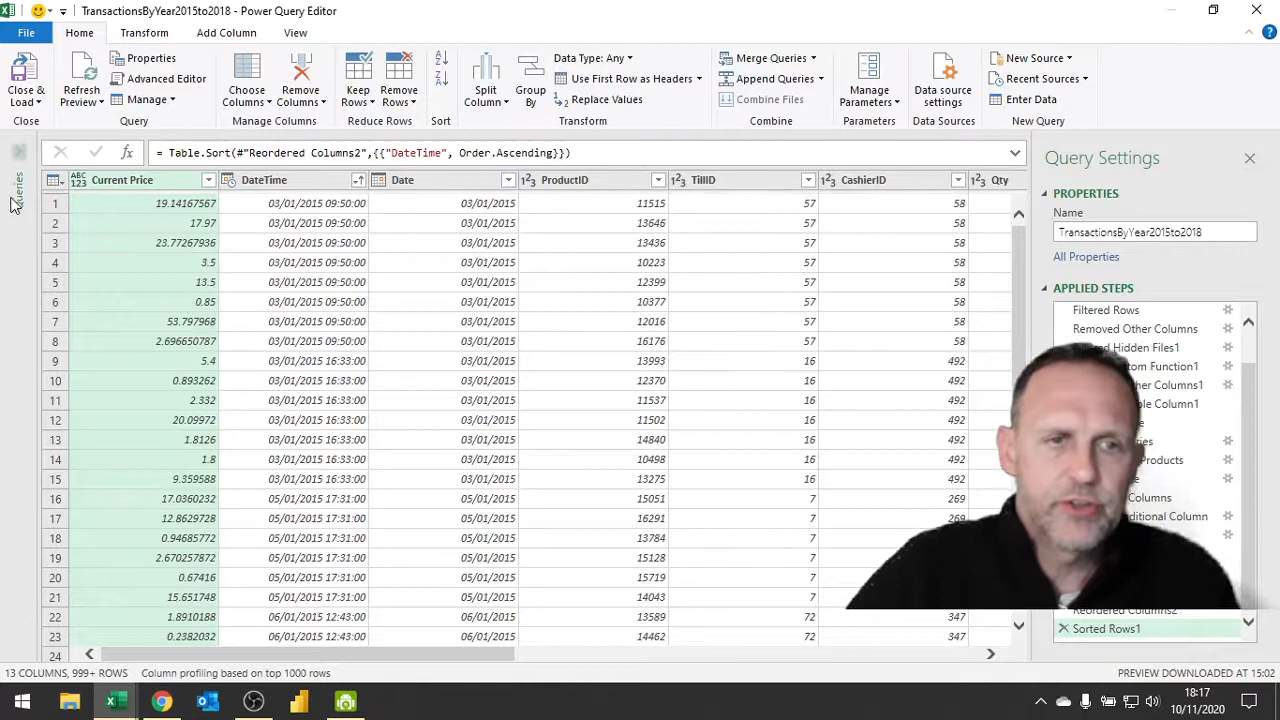 TransactionsByYear2015to2018 - Power Query Editor
File Home Transform Add Column View
Close & Load
Refresh Preview
Properties
Advanced Editor
Manage
Choose Columns
Remove Columns
Keep Rows
Remove Rows
Split Column
Group By
Data Type: Any
Use First Row as Headers
Replace Values
Merge Queries
Append Queries
Combine Files
Manage Parameters
Data source settings
New Source
Recent Sources
Enter Data
Close Query Manage Columns Reduce Rows Sort Transform Combine Parameters Data Sources New Query
= Table.Sort(#"Reordered Columns2",{{"DateTime", Order.Ascending}})
ABC 123 Current Price DateTime Date 123 ProductID 123 TillID 123 CashierID 123 Qty
1 19.14167567 03/01/2015 09:50:00 03/01/2015 11515 57 58
2 17.97 03/01/2015 09:50:00 03/01/2015 13646 57 58
3 23.77267936 03/01/2015 09:50:00 03/01/2015 13436 57 58
4 3.5 03/01/2015 09:50:00 03/01/2015 10223 57 58
5 13.5 03/01/2015 09:50:00 03/01/2015 12399 57 58
6 0.85 03/01/2015 09:50:00 03/01/2015 10377 57 58
7 53.797968 03/01/2015 09:50:00 03/01/2015 12016 57 58
8 2.696650787 03/01/2015 09:50:00 03/01/2015 16176 57 58
9 5.4 03/01/2015 16:33:00 03/01/2015 13993 16 492
10 0.893262 03/01/2015 16:33:00 03/01/2015 12370 16 492
11 2.332 03/01/2015 16:33:00 03/01/2015 11537 16 492
12 20.09972 03/01/2015 16:33:00 03/01/2015 11502 16 492
13 1.8126 03/01/2015 16:33:00 03/01/2015 14840 16 492
14 1.8 03/01/2015 16:33:00 03/01/2015 10498 16 492
15 9.359588 03/01/2015 16:33:00 03/01/2015 13275 16 492
16 17.0360232 05/01/2015 17:31:00 05/01/2015 15051 7 269
17 12.8629728 05/01/2015 17:31:00 05/01/2015 16291 7 269
18 0.94685772 05/01/2015 17:31:00 05/01/2015 13784 7
19 2.670257872 05/01/2015 17:31:00 05/01/2015 15128 7
20 0.67416 05/01/2015 17:31:00 05/01/2015 15719 7
21 15.651748 05/01/2015 17:31:00 05/01/2015 14043 7
22 1.8910188 06/01/2015 12:43:00 06/01/2015 13589 72 347
23 0.2382032 06/01/2015 12:43:00 06/01/2015 14462 72 347
24
Queries
Query Settings
PROPERTIES
Name
TransactionsByYear2015to2018
All Properties
APPLIED STEPS
Filtered Rows
Removed Other Columns
Hidden Files1
tom Function1
her Columns1
le Column1
Products
Columns
ditional Column
Reordered Columns2
Sorted Rows1
13 COLUMNS, 999+ ROWS Column profiling based on top 1000 rows PREVIEW DOWNLOADED AT 15:02
18:17
10/11/2020